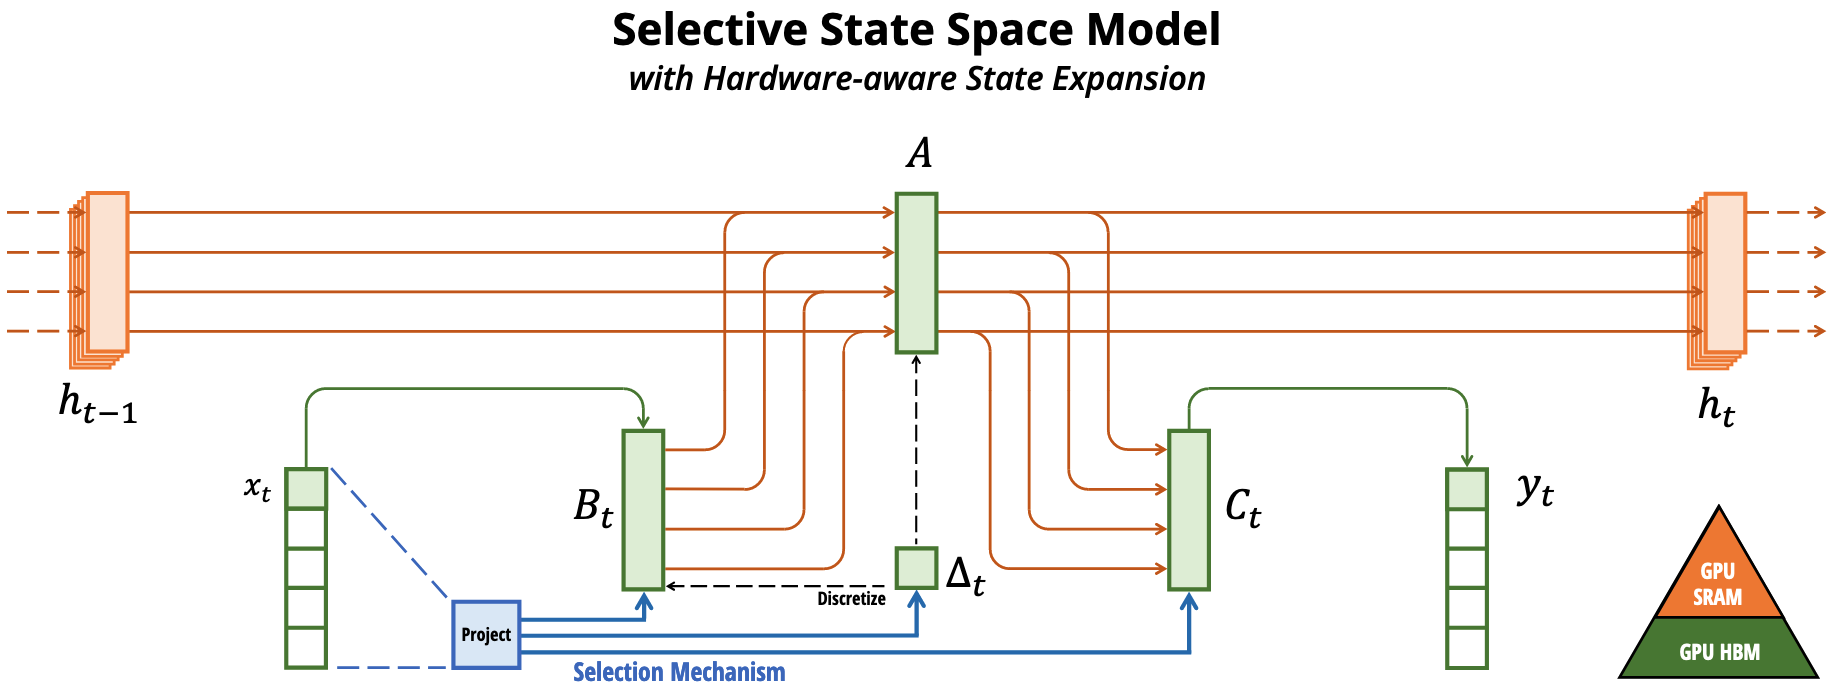 Selective State Space Model
with Hardware-aware State Expansion
A
h_{t−1}
h_t
x_t
B_t
C_t
y_t
Δ_t
Discretize
Project
Selection Mechanism
GPU
SRAM
GPU HBM